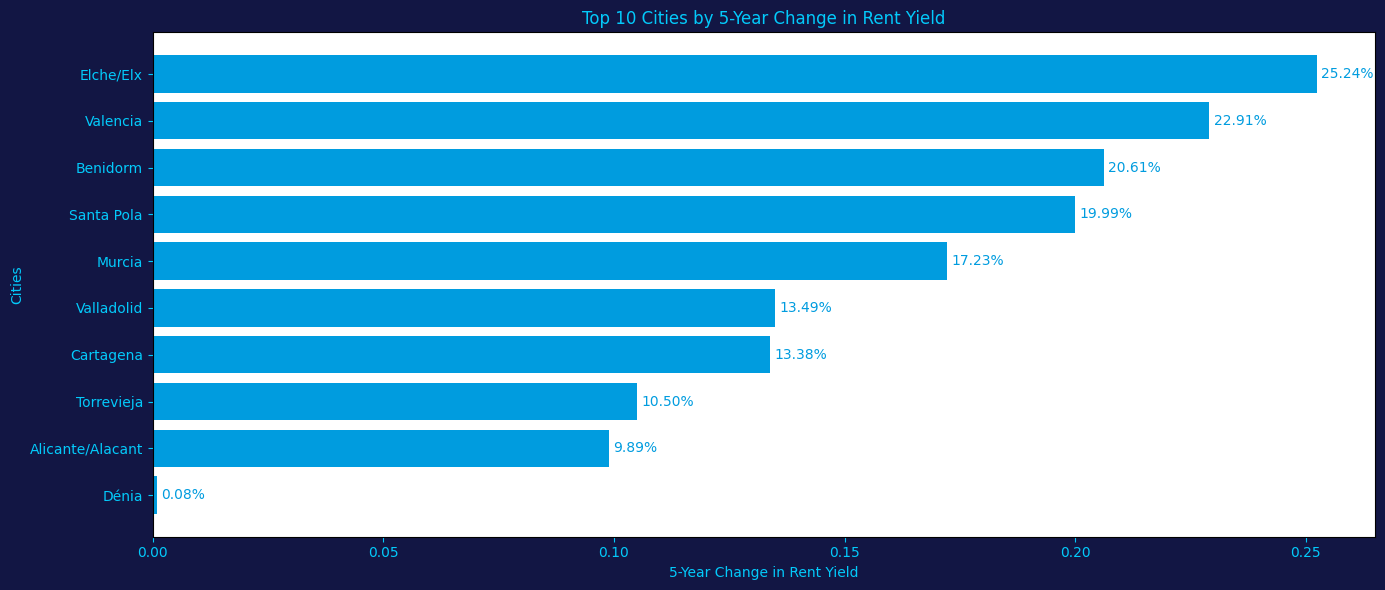 Top 10 Cities by 5-Year Change in Rent Yield
Cities
Elche/Elx 25.24%
Valencia 22.91%
Benidorm 20.61%
Santa Pola 19.99%
Murcia 17.23%
Valladolid 13.49%
Cartagena 13.38%
Torrevieja 10.50%
Alicante/Alacant 9.89%
Dénia 0.08%
0.00 0.05 0.10 0.15 0.20 0.25
5-Year Change in Rent Yield